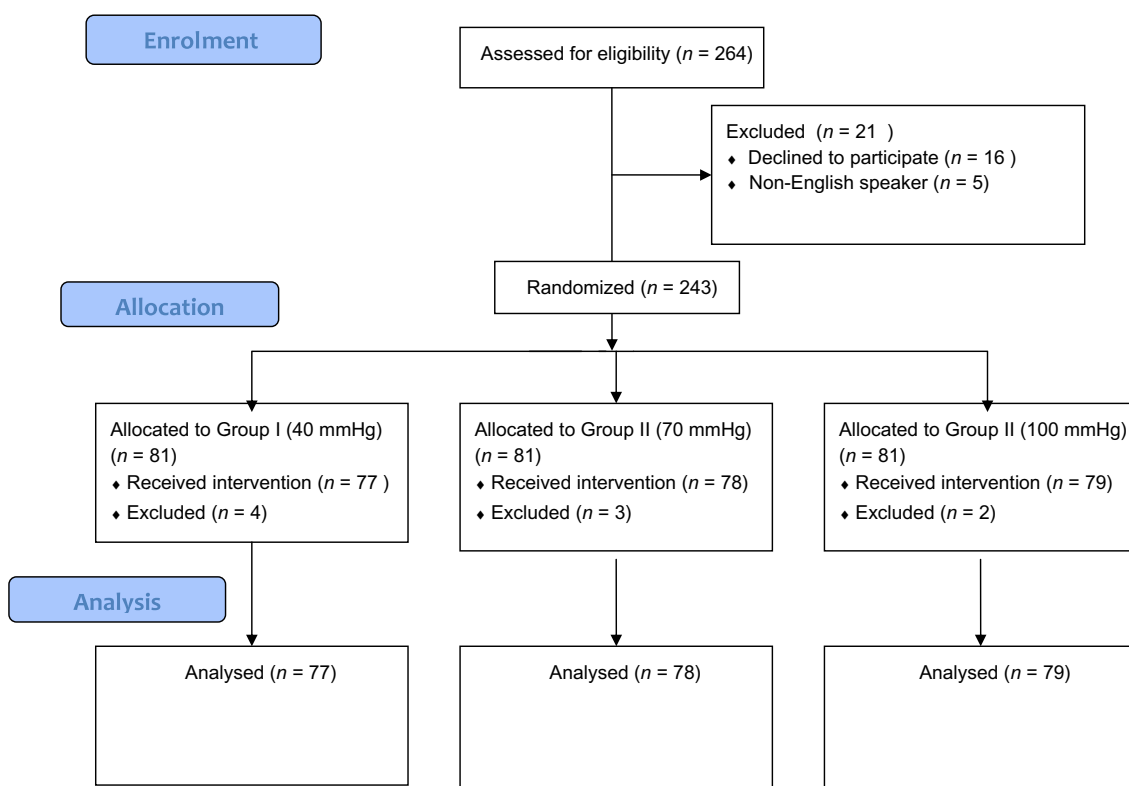 Enrolment
Assessed for eligibility (n = 264)
Excluded (n = 21 )
♦ Declined to participate (n = 16 )
♦ Non-English speaker (n = 5)
Randomized (n = 243)
Allocation
Allocated to Group I (40 mmHg)
(n = 81)
♦ Received intervention (n = 77 )
♦ Excluded (n = 4)
Allocated to Group II (70 mmHg)
(n = 81)
♦ Received intervention (n = 78)
♦ Excluded (n = 3)
Allocated to Group II (100 mmHg)
(n = 81)
♦ Received intervention (n = 79)
♦ Excluded (n = 2)
Analysis
Analysed (n = 77)
Analysed (n = 78)
Analysed (n = 79)